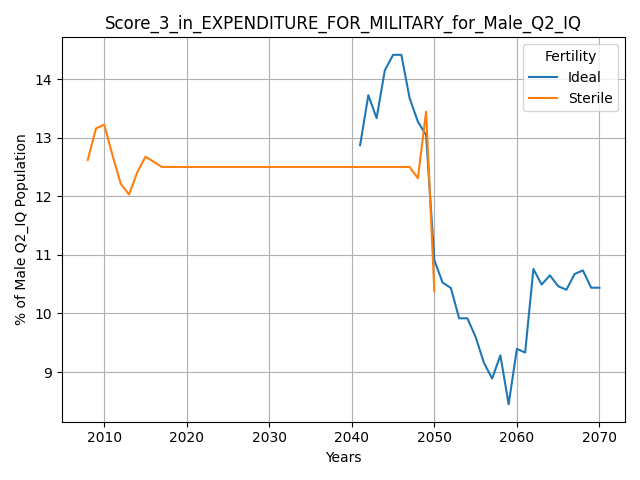 Score_3_in_EXPENDITURE_FOR_MILITARY_for_Male_Q2_IQ
Fertility
Ideal
Sterile
% of Male Q2_IQ Population
14
13
12
11
10
9
2010 2020 2030 2040 2050 2060 2070
Years